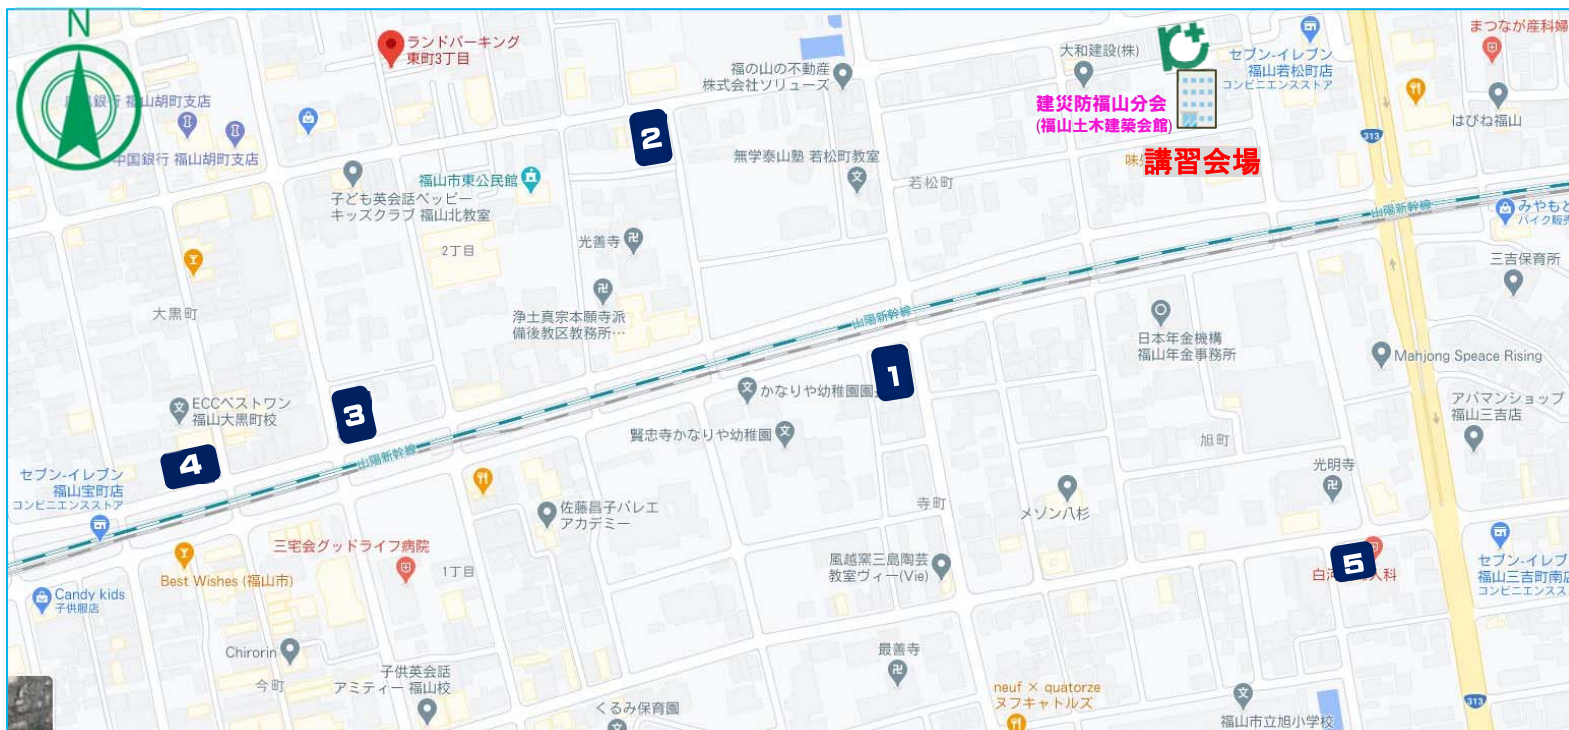 N
ランドパーキング
東町3丁目
銀行 福山胡町支店
中国銀行 福山胡町支店
子ども英会話ペッピー
キッズクラブ 福山北教室
福山市東公民館
2
福の山の不動産
株式会社ソリューズ
無学泰山塾 若松町教室
若松町
大和建設(株)
建災防福山分会
(福山土木建築会館)
講習会場
セブン-イレブン
福山若松町店
コンビニエンスストア
まつなが産科婦
はぴね福山
313
山陽新幹線
みやもと
バイク販売
三吉保育所
2丁目
光善寺
浄土真宗本願寺派
備後教区教務所…
大黒町
山陽新幹線
日本年金機構
福山年金事務所
Mahjong Speace Rising
アパマンショップ
福山三吉店
1
かなりや幼稚園園
賢忠寺かなりや幼稚園
3
ECCベストワン
福山大黒町校
4
山陽新幹線
セブン-イレブン
福山宝町店
コンビニエンスストア
旭町
光明寺
寺町
メゾン八杉
佐藤昌子バレエ
アカデミー
三宅会グッドライフ病院
1丁目
Best Wishes (福山市)
Candy kids
子供服店
風越窯三島陶芸
教室ヴィー(Vie)
5
白河
人科
セブン-イレブ
福山三吉町南店
コンビニエンスス
Chirorin
今町
子供英会話
アミティー 福山校
最善寺
くるみ保育園
neuf × quatorze
ヌフキャトルズ
福山市立旭小学校
313